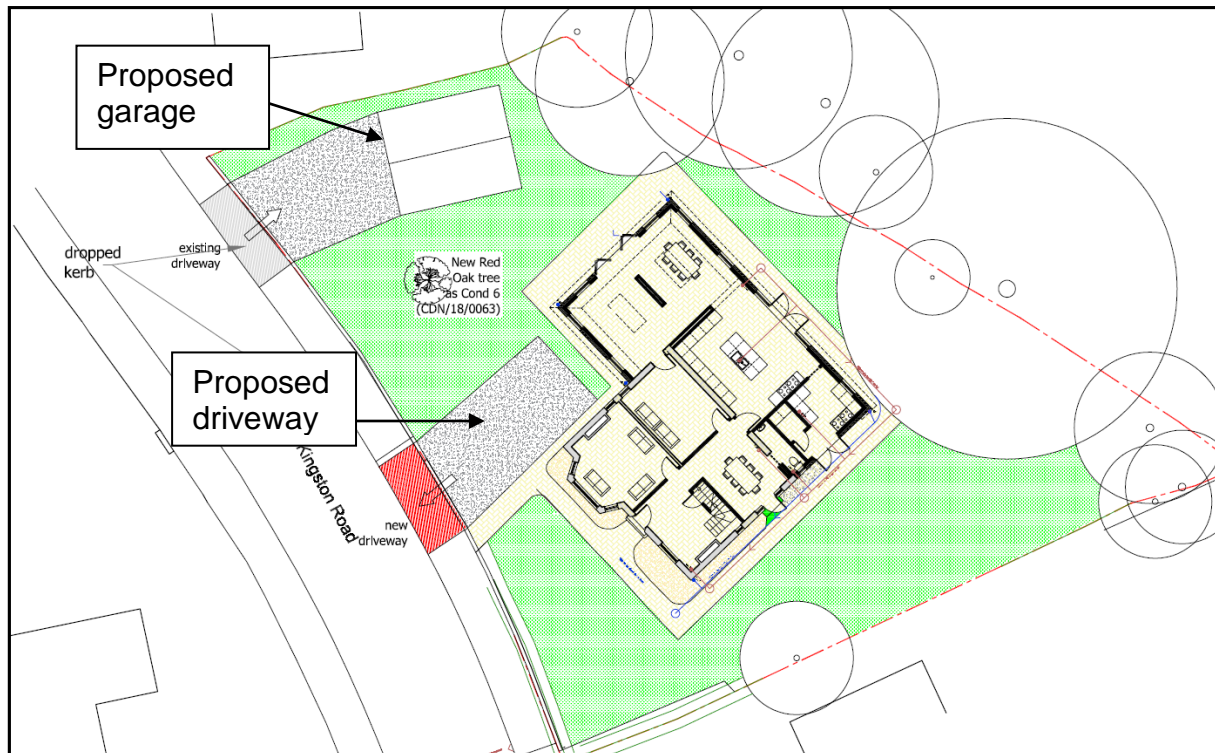 Proposed
garage
dropped
kerb
existing
driveway
New Red
Oak tree
as Cond 6
(CDN/18/0063)
Proposed
driveway
Kingston Road
new
driveway